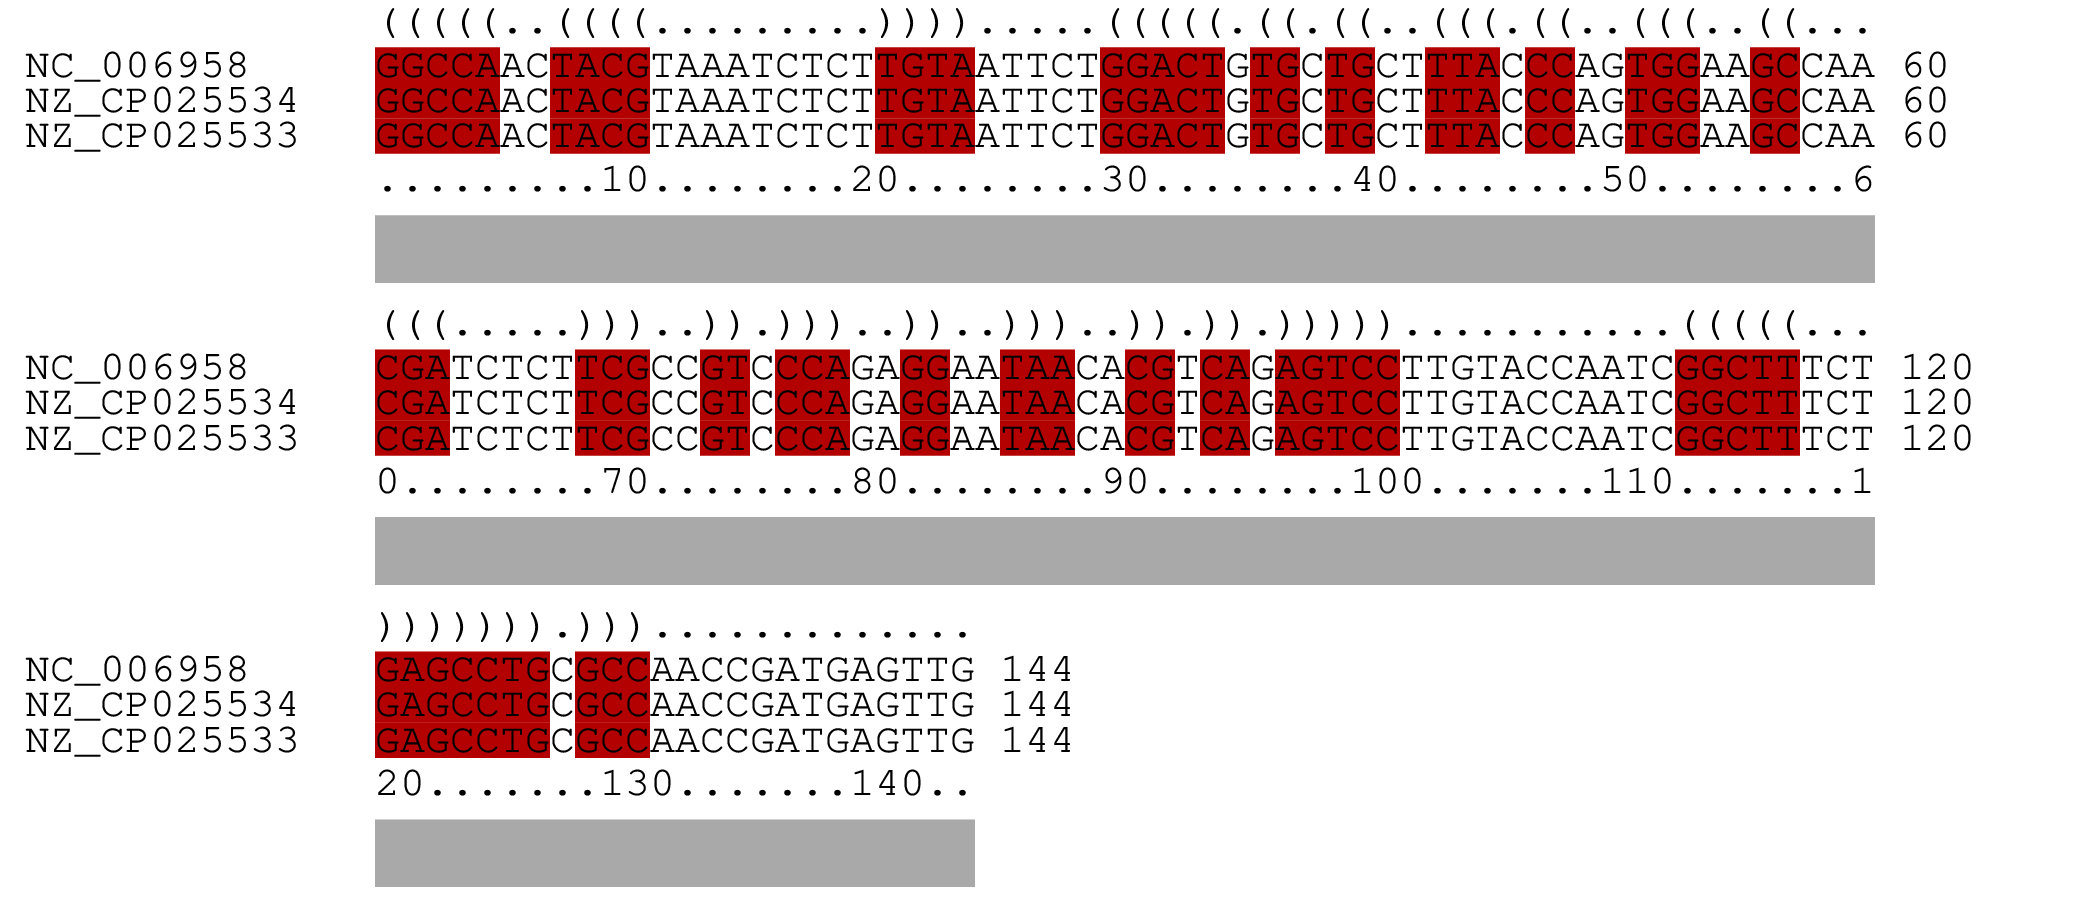 (((((..((((.........)))).....(((((.((.((..(((.((..(((..((...
NC_006958 GGCCAACTACGTAAATCTCTTGTAATTCTGGACTGTGCTGCTTTACCCAGTGGAAGCCAA 60
NZ_CP025534 GGCCAACTACGTAAATCTCTTGTAATTCTGGACTGTGCTGCTTTACCCAGTGGAAGCCAA 60
NZ_CP025533 GGCCAACTACGTAAATCTCTTGTAATTCTGGACTGTGCTGCTTTACCCAGTGGAAGCCAA 60
.........10........20........30........40........50........6
(((.....)))..)).)))..))..)))..)).)).)))))...........(((((...
NC_006958 CGATCTCTTCGCCGTCCCAGAGGAATAACACGTCAGAGTCCTTGTACCAATCGGCTTTCT 120
NZ_CP025534 CGATCTCTTCGCCGTCCCAGAGGAATAACACGTCAGAGTCCTTGTACCAATCGGCTTTCT 120
NZ_CP025533 CGATCTCTTCGCCGTCCCAGAGGAATAACACGTCAGAGTCCTTGTACCAATCGGCTTTCT 120
0........70........80........90........100.......110.......1
))))))).))).............
NC_006958 GAGCCTGCGCCAACCGATGAGTTG 144
NZ_CP025534 GAGCCTGCGCCAACCGATGAGTTG 144
NZ_CP025533 GAGCCTGCGCCAACCGATGAGTTG 144
20.......130.......140..